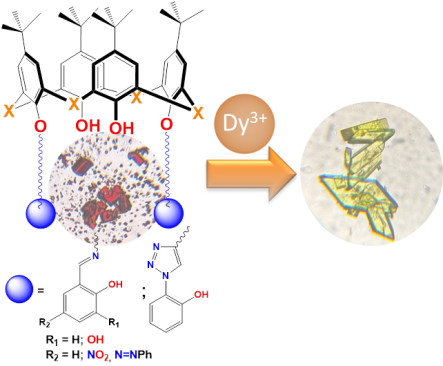 X X X X
O OH OH O
Dy3+
N
OH
R2 R1
N N N
OH
= ;
R1 = H; OH
R2 = H; NO2, N=NPh